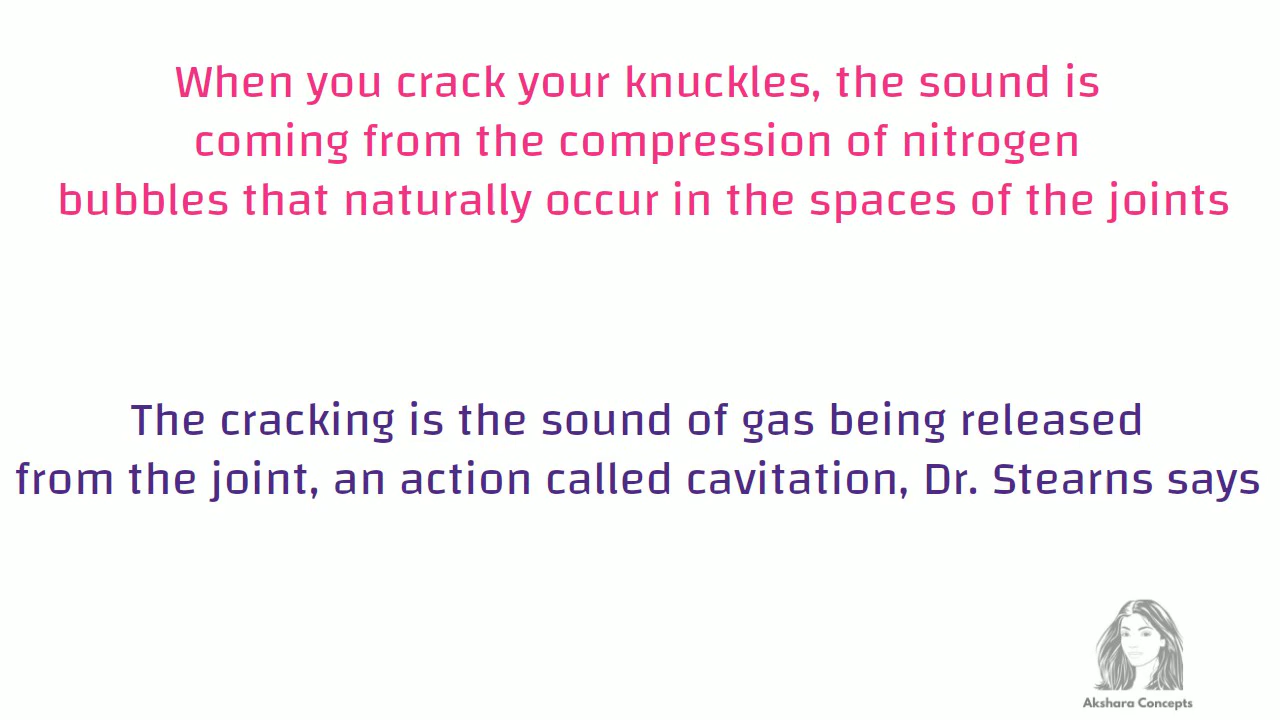 When you crack your knuckles, the sound is
coming from the compression of nitrogen
bubbles that naturally occur in the spaces of the joints
The cracking is the sound of gas being released
from the joint, an action called cavitation, Dr. Stearns says
Akshara Concepts